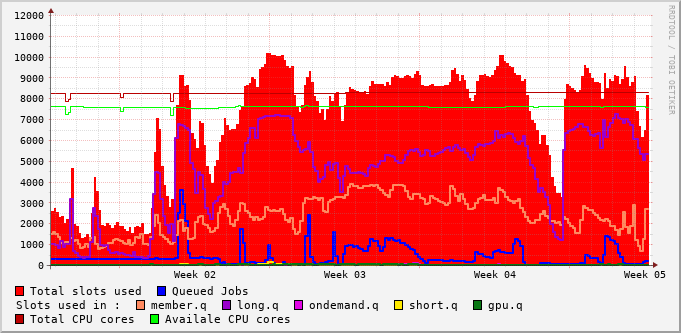 12000
11000
10000
9000
8000
7000
6000
5000
4000
3000
2000
1000
0
Week 02 Week 03 Week 04 Week 05
RRDTOOL / TOBI OETIKER
Total slots used Queued Jobs
Slots used in : member.q long.q ondemand.q short.q gpu.q
Total CPU cores Availale CPU cores